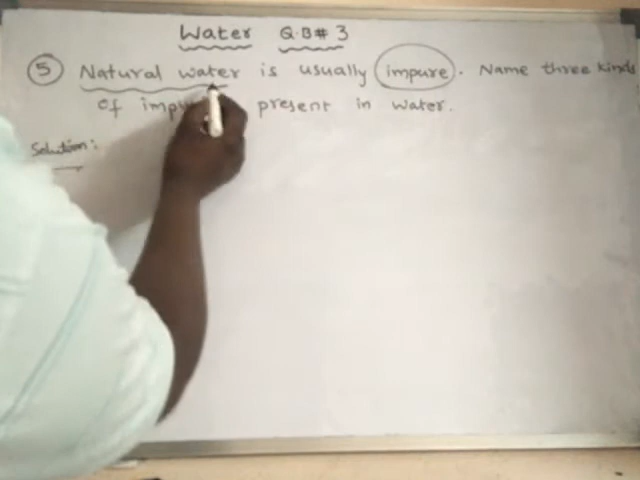 Water Q.B# 3
5 Natural water is usually impure. Name three kinds
of present in water.
Solution: